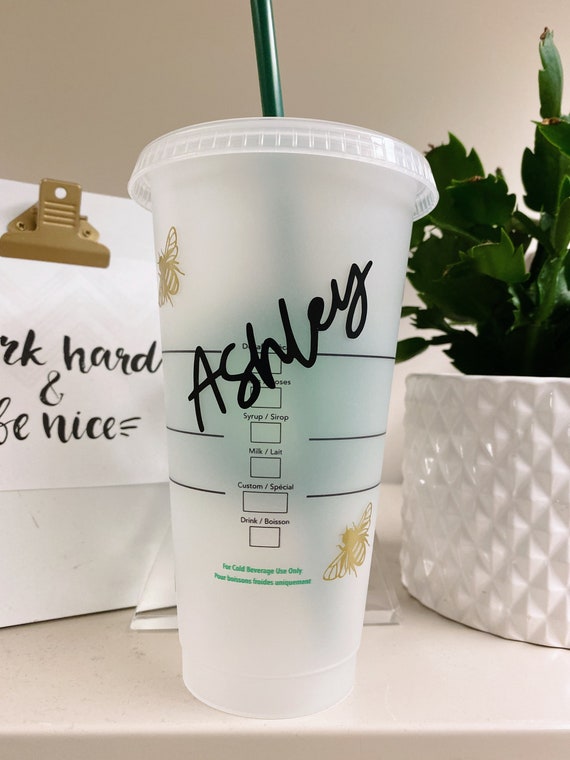 rk hard
&
be nice
Ashley
Syrup / Sirop
Milk / Lait
Custom / Spécial
Drink / Boisson
For Cold Beverage Use Only.
Pour boissons froides uniquement